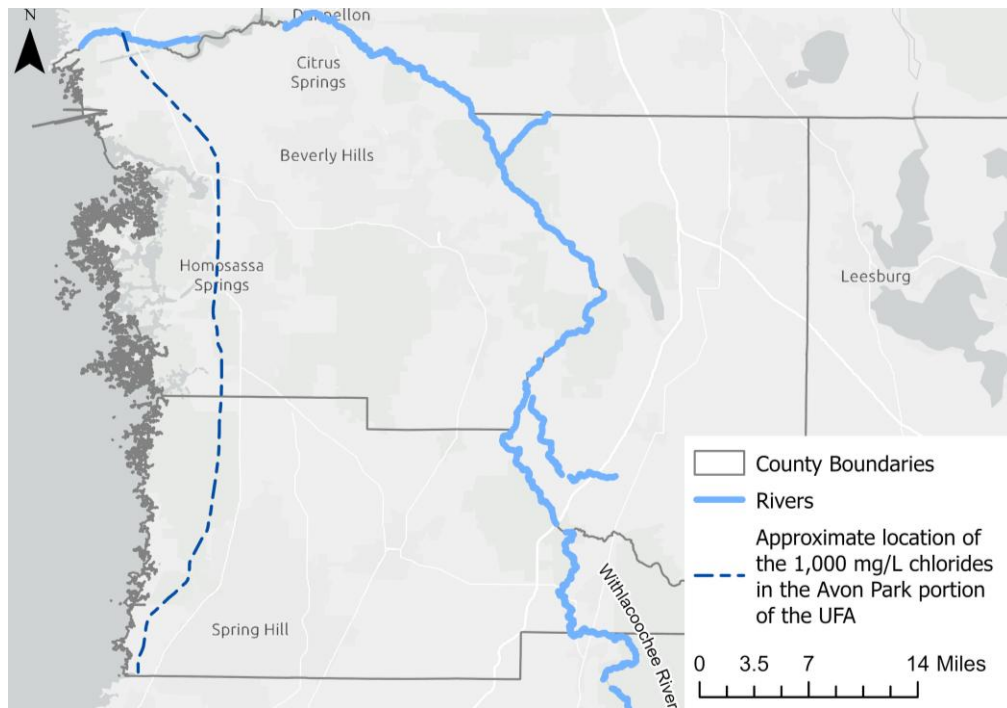 N
Dunnellon
Citrus
Springs
Beverly Hills
Homosassa
Springs
Leesburg
Spring Hill
Withlacoochee River
County Boundaries
Rivers
Approximate location of
the 1,000 mg/L chlorides
in the Avon Park portion
of the UFA
0 3.5 7 14 Miles